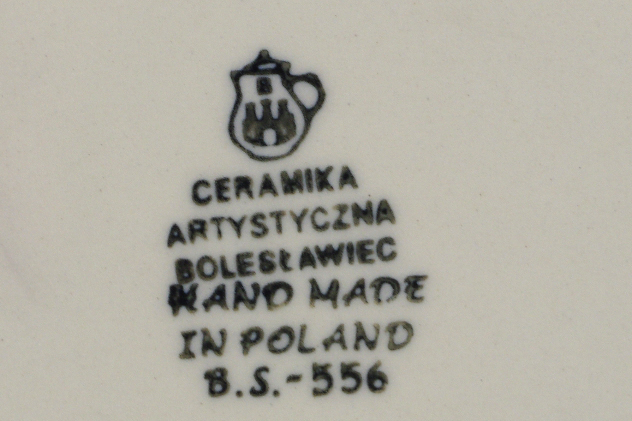 B
CERAMIKA
ARTYSTYCZNA
BOLESŁAWIEC
HAND MADE
IN POLAND
B.S.-556